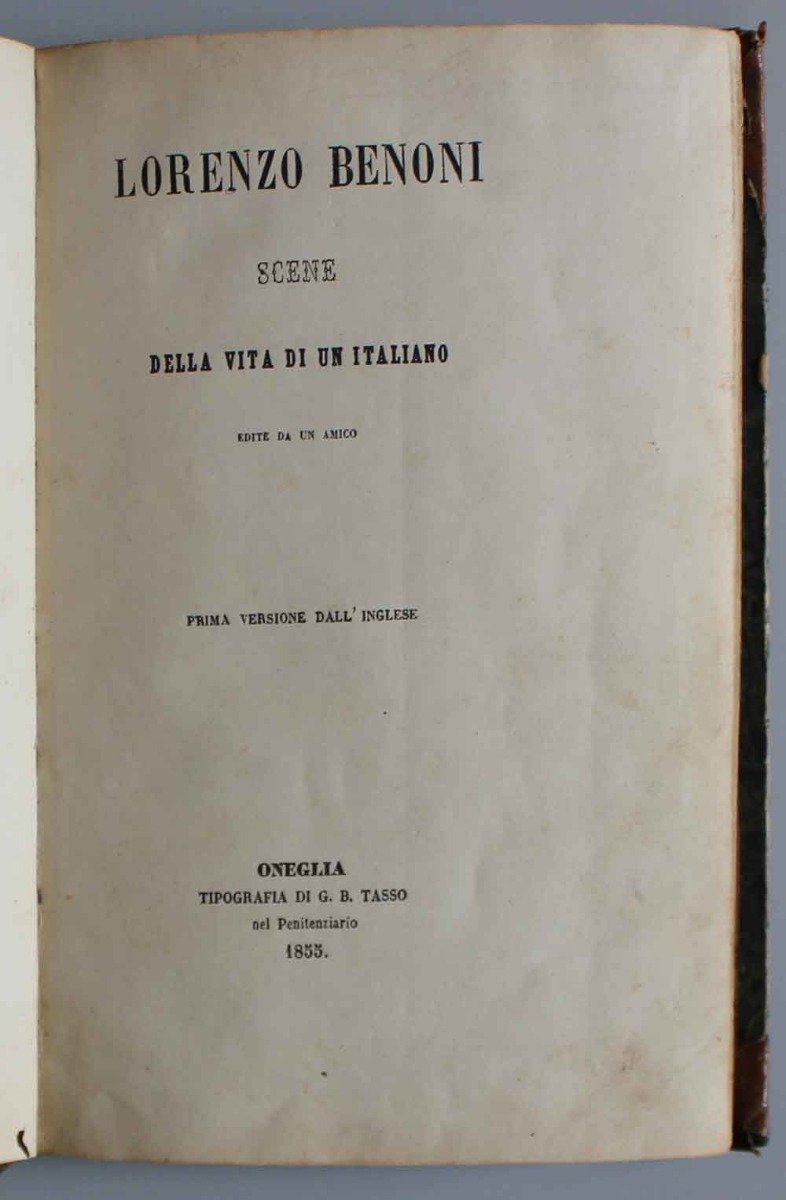 LORENZO BENONI
SCENE
DELLA VITA DI UN ITALIANO
EDITE DA UN AMICO
PRIMA VERSIONE DALL' INGLESE
ONEGLIA
TIPOGRAFIA DI G. B. TASSO
nel Penitenziario
1855.